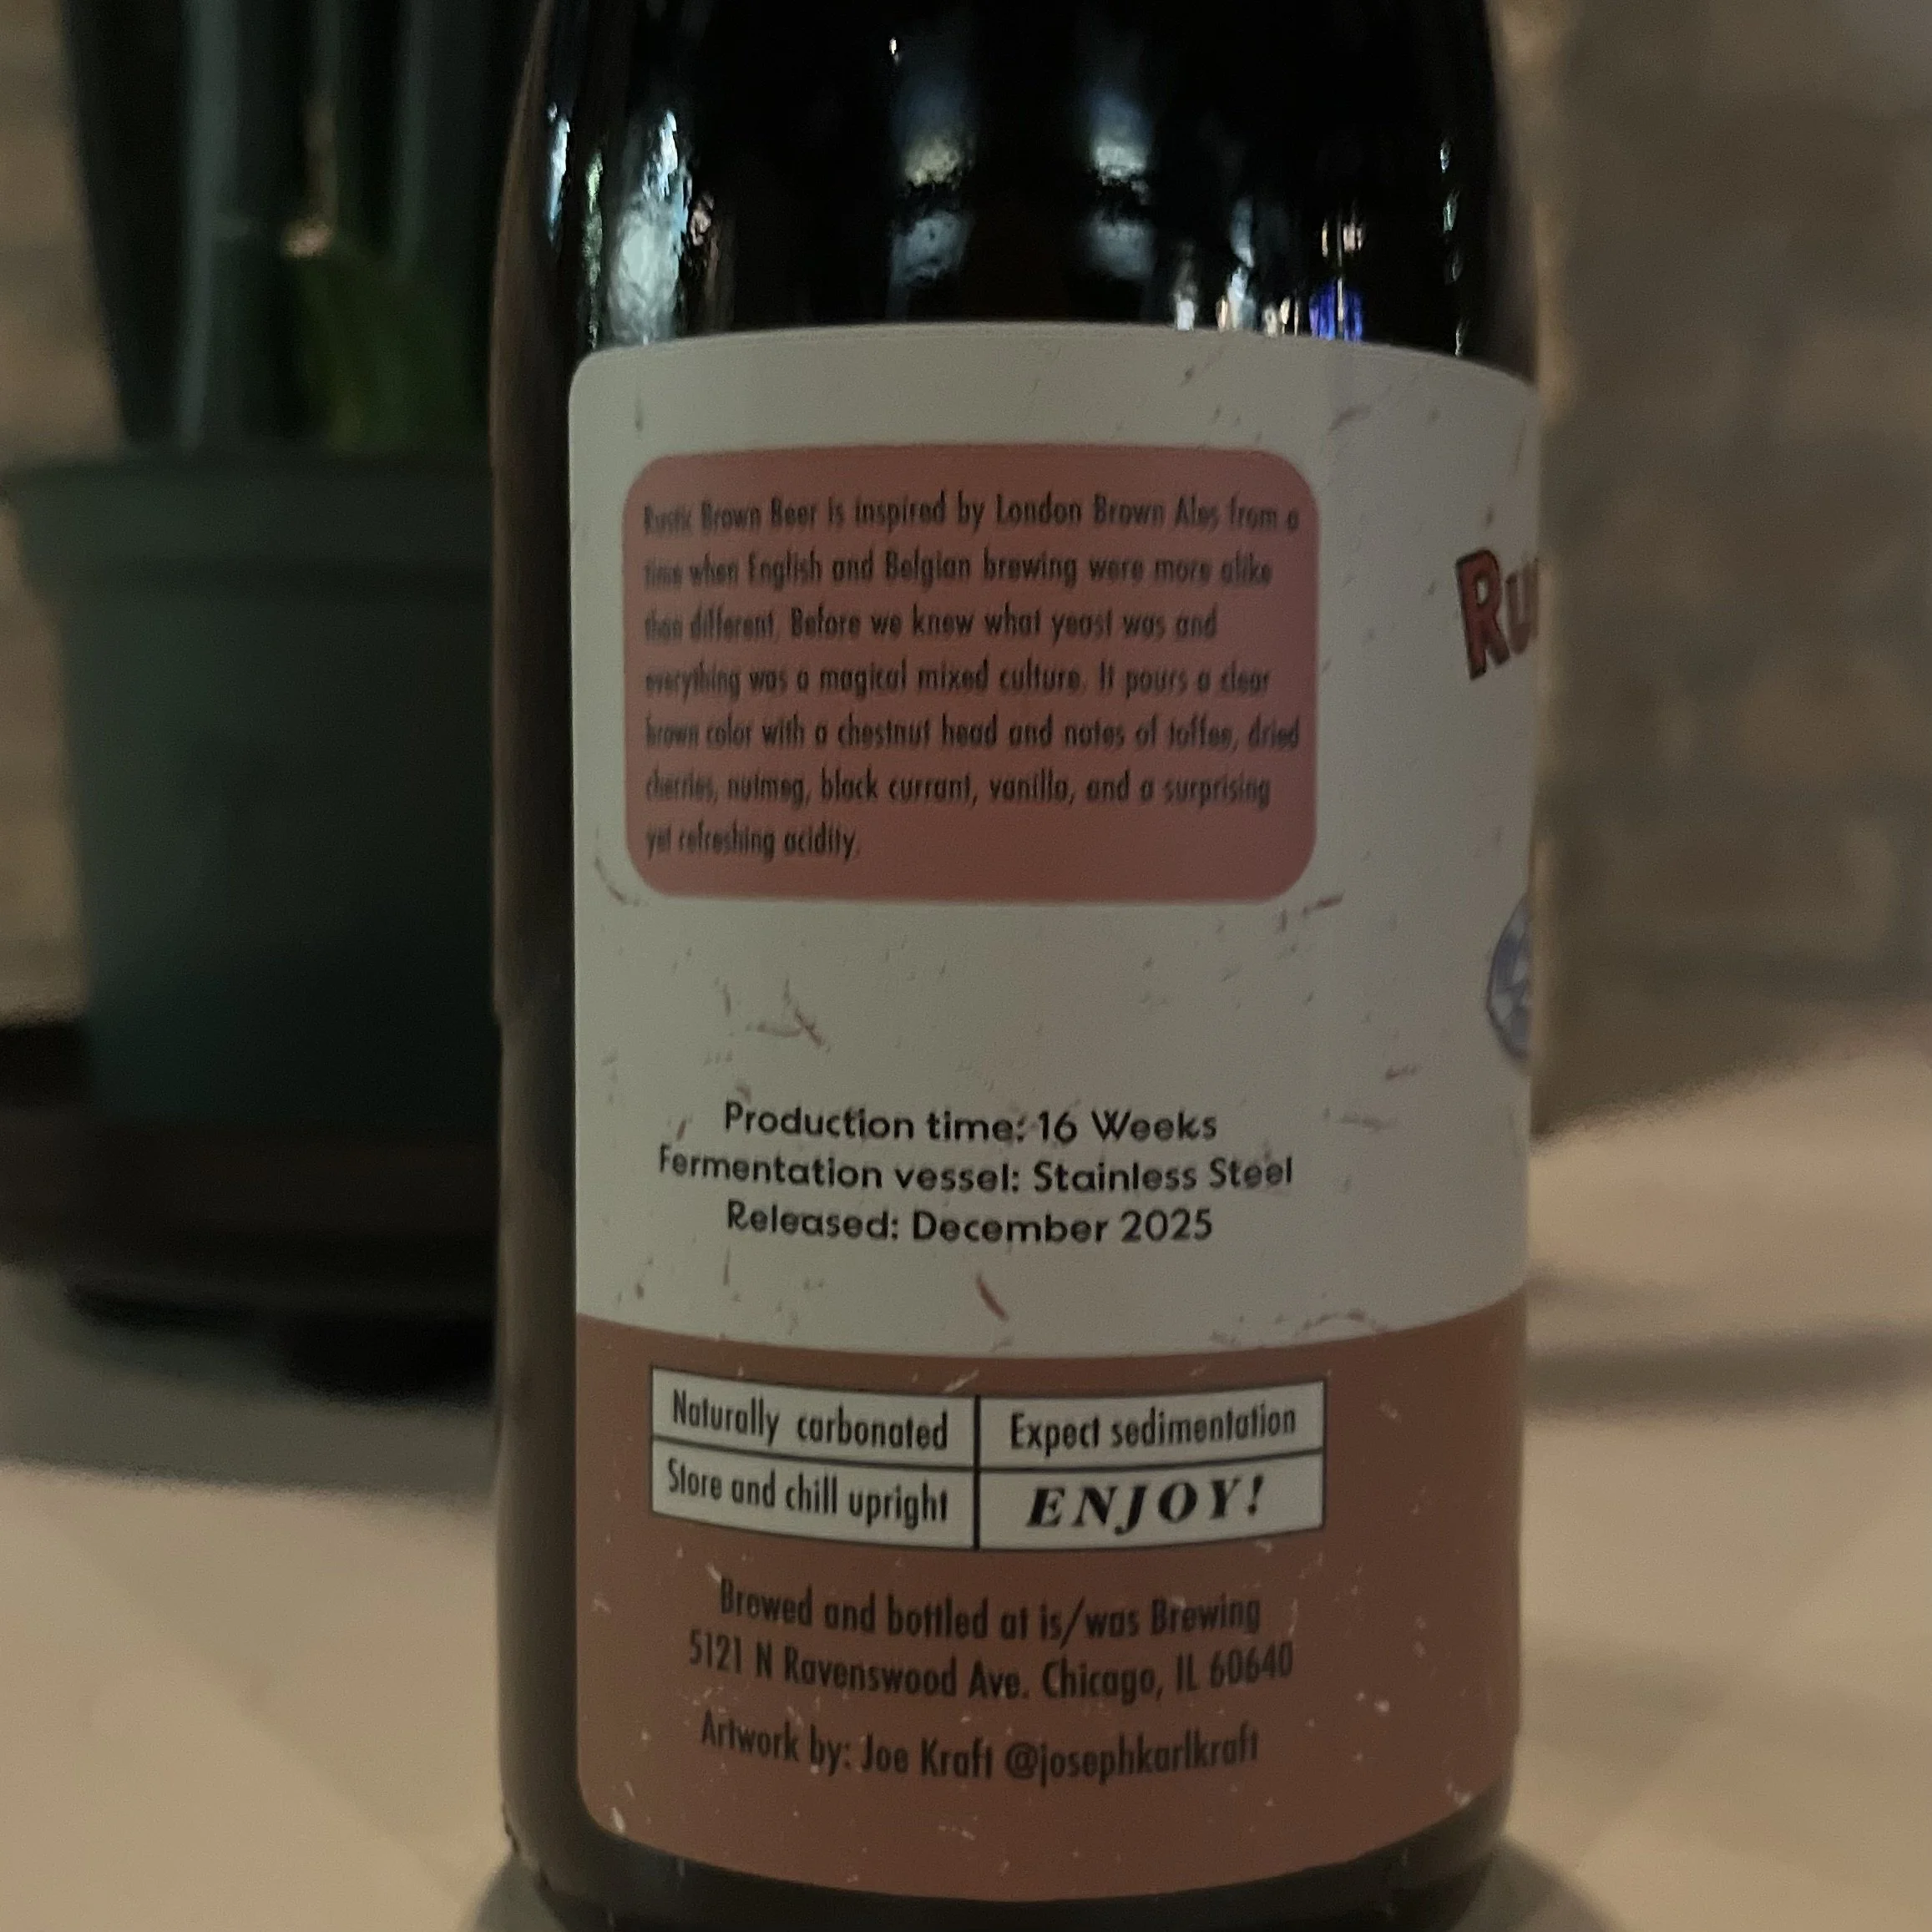 Rustic Brown Beer is inspired by London Brown Ales from a
time when English and Belgian brewing were more alike
than different. Before we knew what yeast was and
everything was a magical mixed culture. It pours a clear
brown color with a chestnut head and notes of toffee, dried
cherries, nutmeg, black currant, vanilla, and a surprising
yet refreshing acidity.
Production time: 16 Weeks
Fermentation vessel: Stainless Steel
Released: December 2025
Naturally carbonated
Expect sedimentation
Store and chill upright
ENJOY!
Brewed and bottled at is/was Brewing
5121 N Ravenswood Ave. Chicago, IL 60640
Artwork by: Joe Kraft @josephkarlkraft